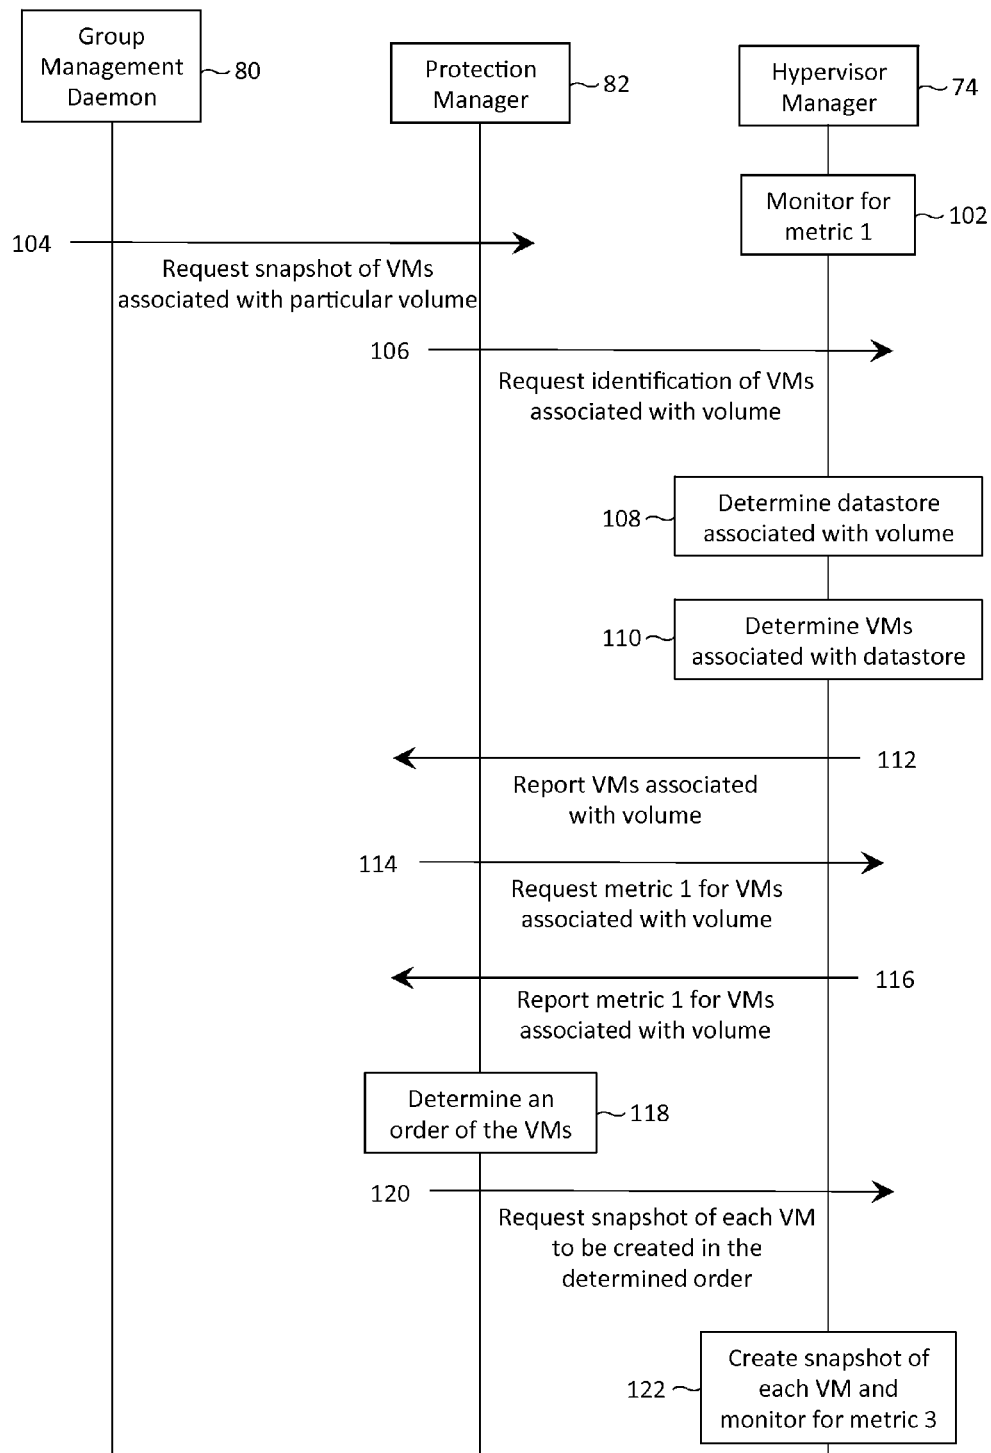 Group
Management
Daemon
80
Protection
Manager
82
Hypervisor
Manager
74
Monitor for
metric 1
102
104
Request snapshot of VMs
associated with particular volume
106
Request identification of VMs
associated with volume
108
Determine datastore
associated with volume
110
Determine VMs
associated with datastore
112
Report VMs associated
with volume
114
Request metric 1 for VMs
associated with volume
116
Report metric 1 for VMs
associated with volume
Determine an
order of the VMs
118
120
Request snapshot of each VM
to be created in the
determined order
122
Create snapshot of
each VM and
monitor for metric 3